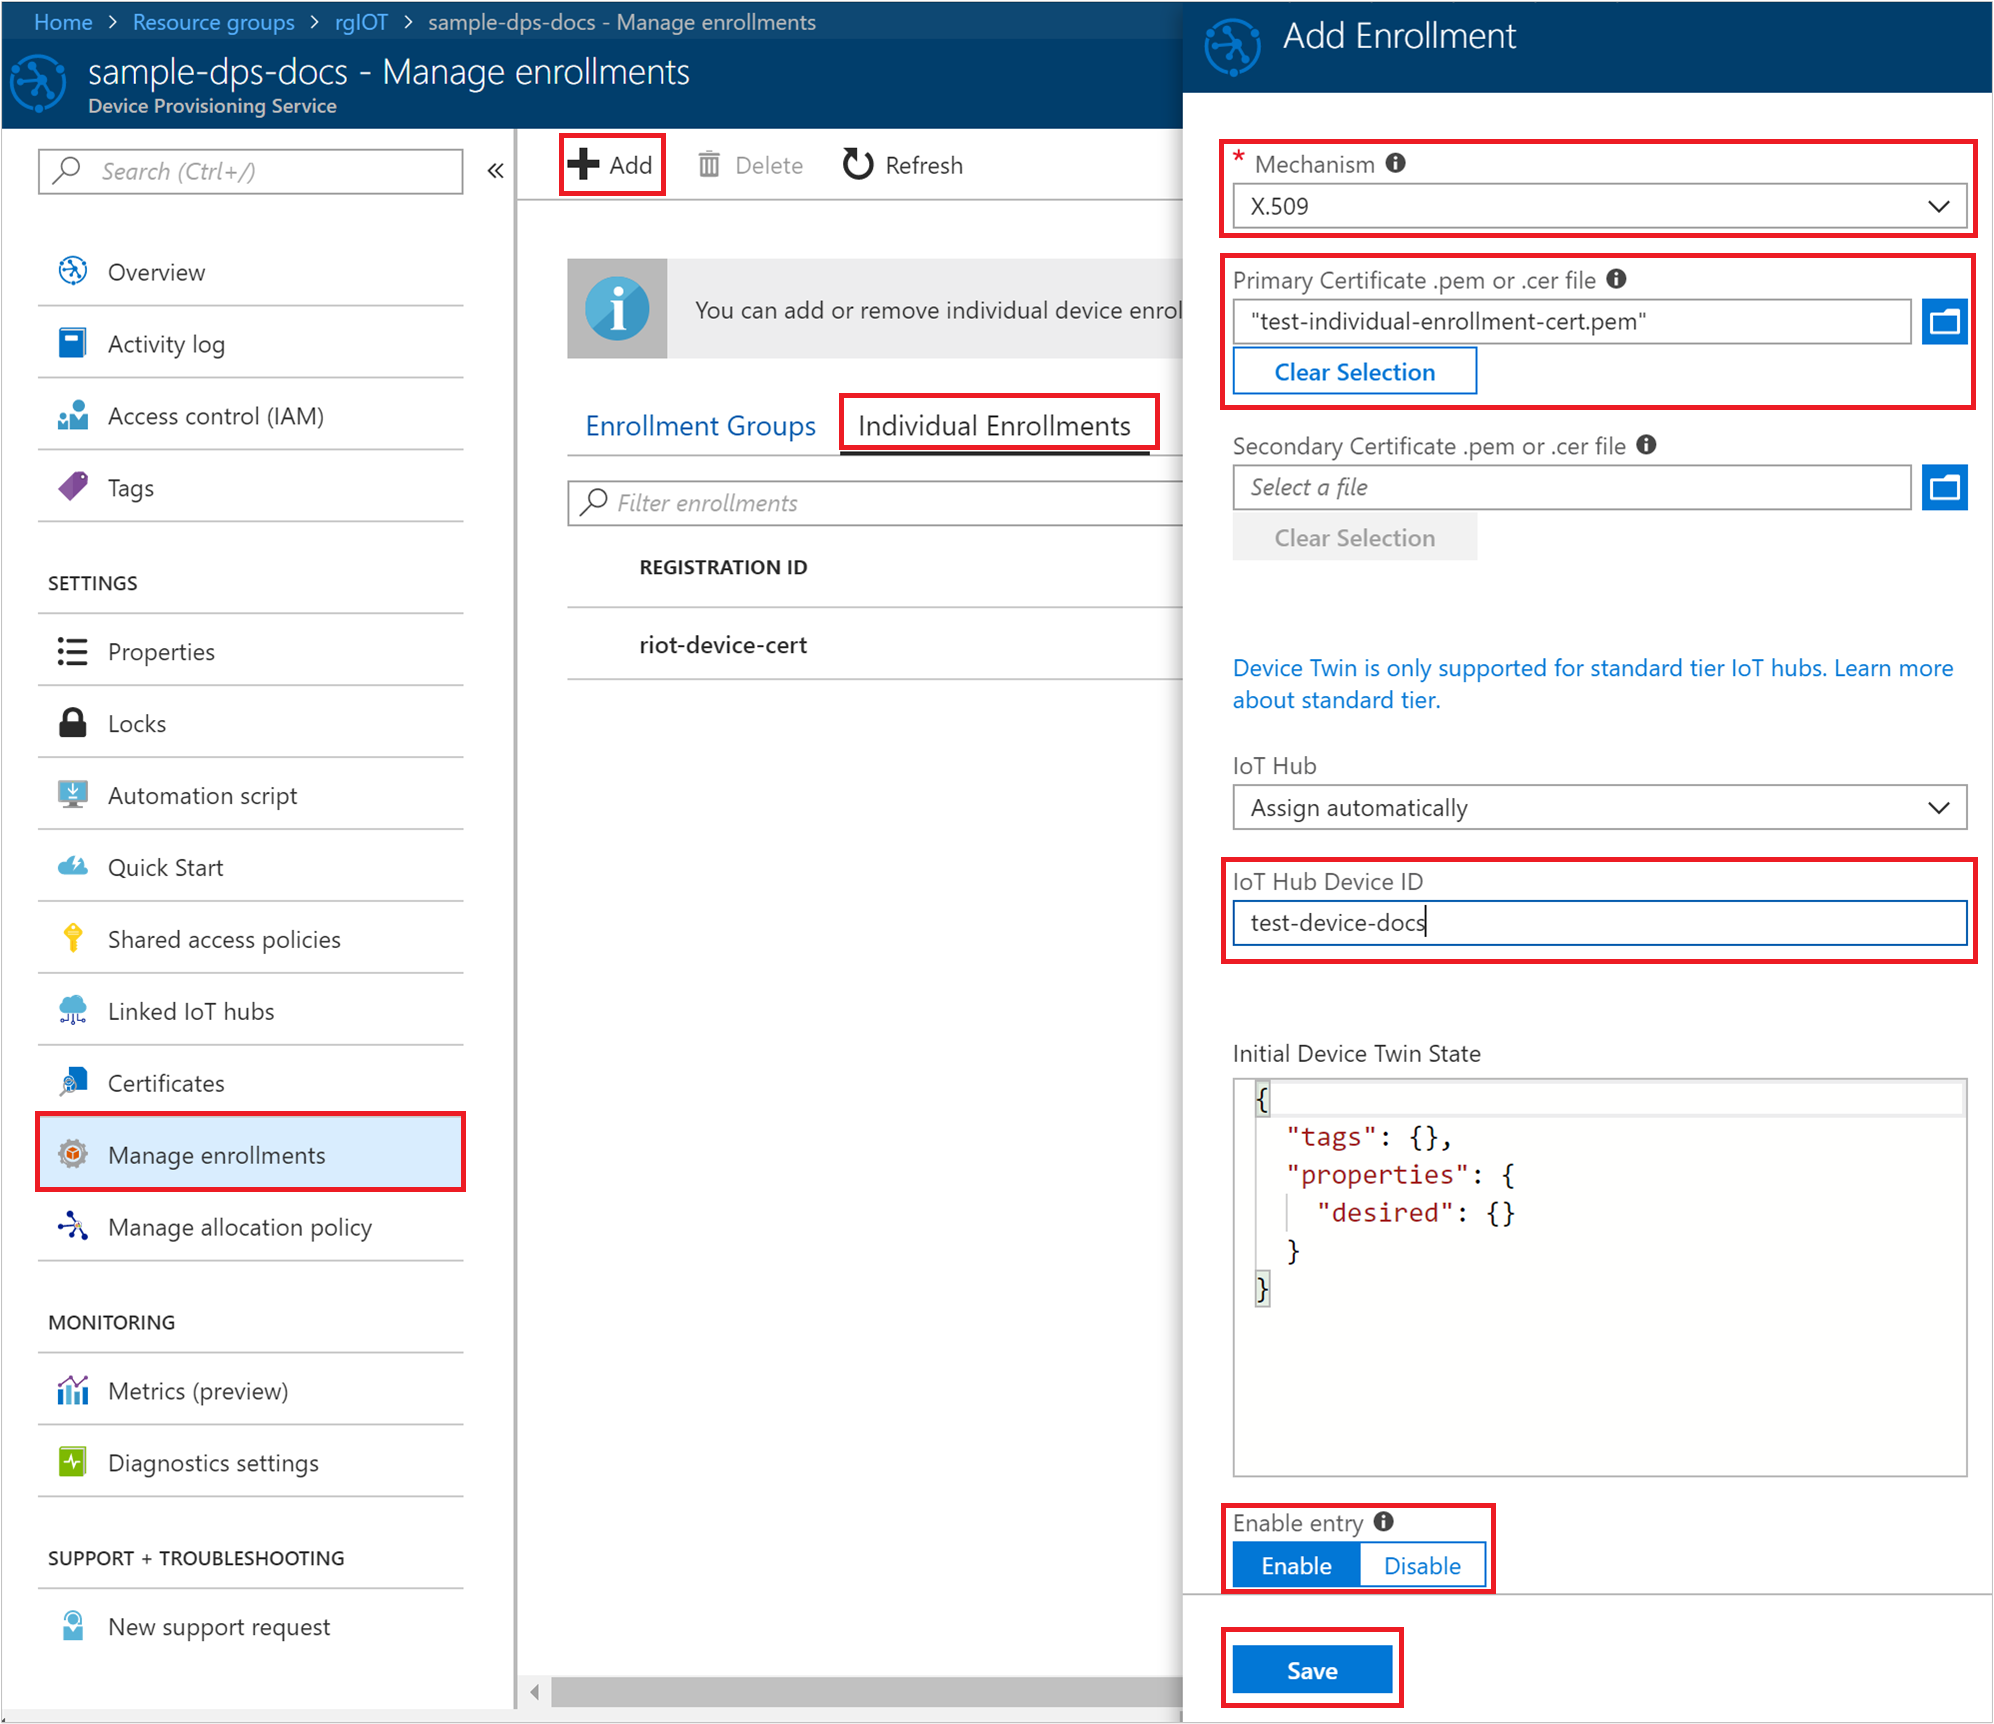 Home > Resource groups > rgIOT > sample-dps-docs - Manage enrollments
sample-dps-docs - Manage enrollments
Device Provisioning Service
Search (Ctrl+/)
«
Overview
Activity log
Access control (IAM)
Tags
SETTINGS
Properties
Locks
Automation script
Quick Start
Shared access policies
Linked IoT hubs
Certificates
Manage enrollments
Manage allocation policy
MONITORING
Metrics (preview)
Diagnostics settings
SUPPORT + TROUBLESHOOTING
New support request
Add Delete Refresh
You can add or remove individual device enrol
Enrollment Groups Individual Enrollments
Filter enrollments
REGISTRATION ID
riot-device-cert
Add Enrollment
* Mechanism
X.509
Primary Certificate .pem or .cer file
"test-individual-enrollment-cert.pem"
Clear Selection
Secondary Certificate .pem or .cer file
Select a file
Clear Selection
Device Twin is only supported for standard tier IoT hubs. Learn more
about standard tier.
IoT Hub
Assign automatically
IoT Hub Device ID
test-device-docs
Initial Device Twin State
{
"tags": {},
"properties": {
"desired": {}
}
}
Enable entry
Enable Disable
Save